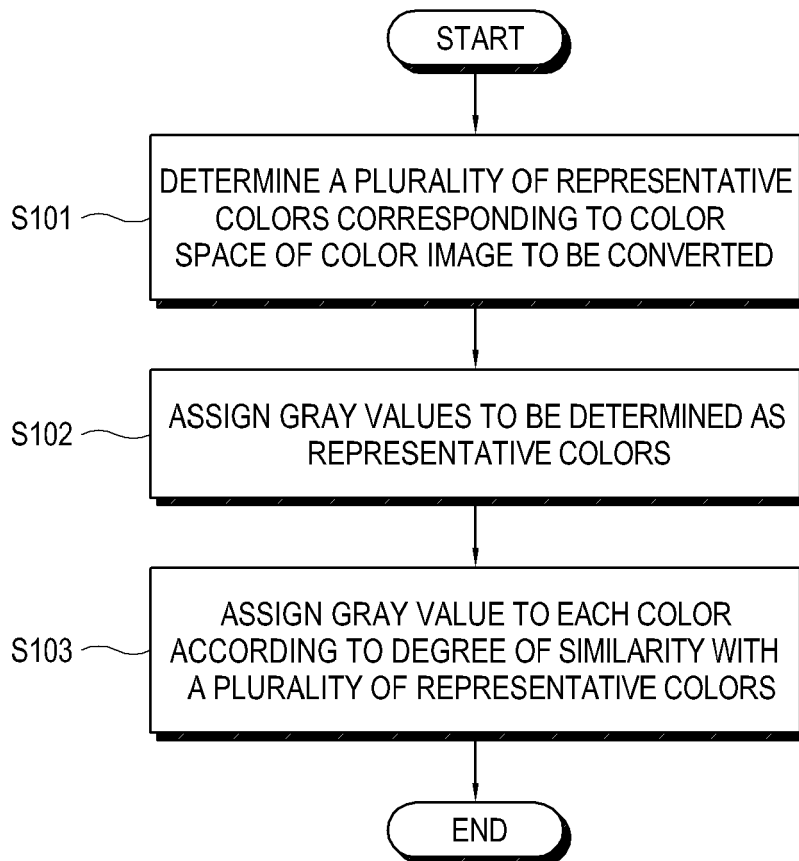 START
S101
DETERMINE A PLURALITY OF REPRESENTATIVE
COLORS CORRESPONDING TO COLOR
SPACE OF COLOR IMAGE TO BE CONVERTED
S102
ASSIGN GRAY VALUES TO BE DETERMINED AS
REPRESENTATIVE COLORS
S103
ASSIGN GRAY VALUE TO EACH COLOR
ACCORDING TO DEGREE OF SIMILARITY WITH
A PLURALITY OF REPRESENTATIVE COLORS
END